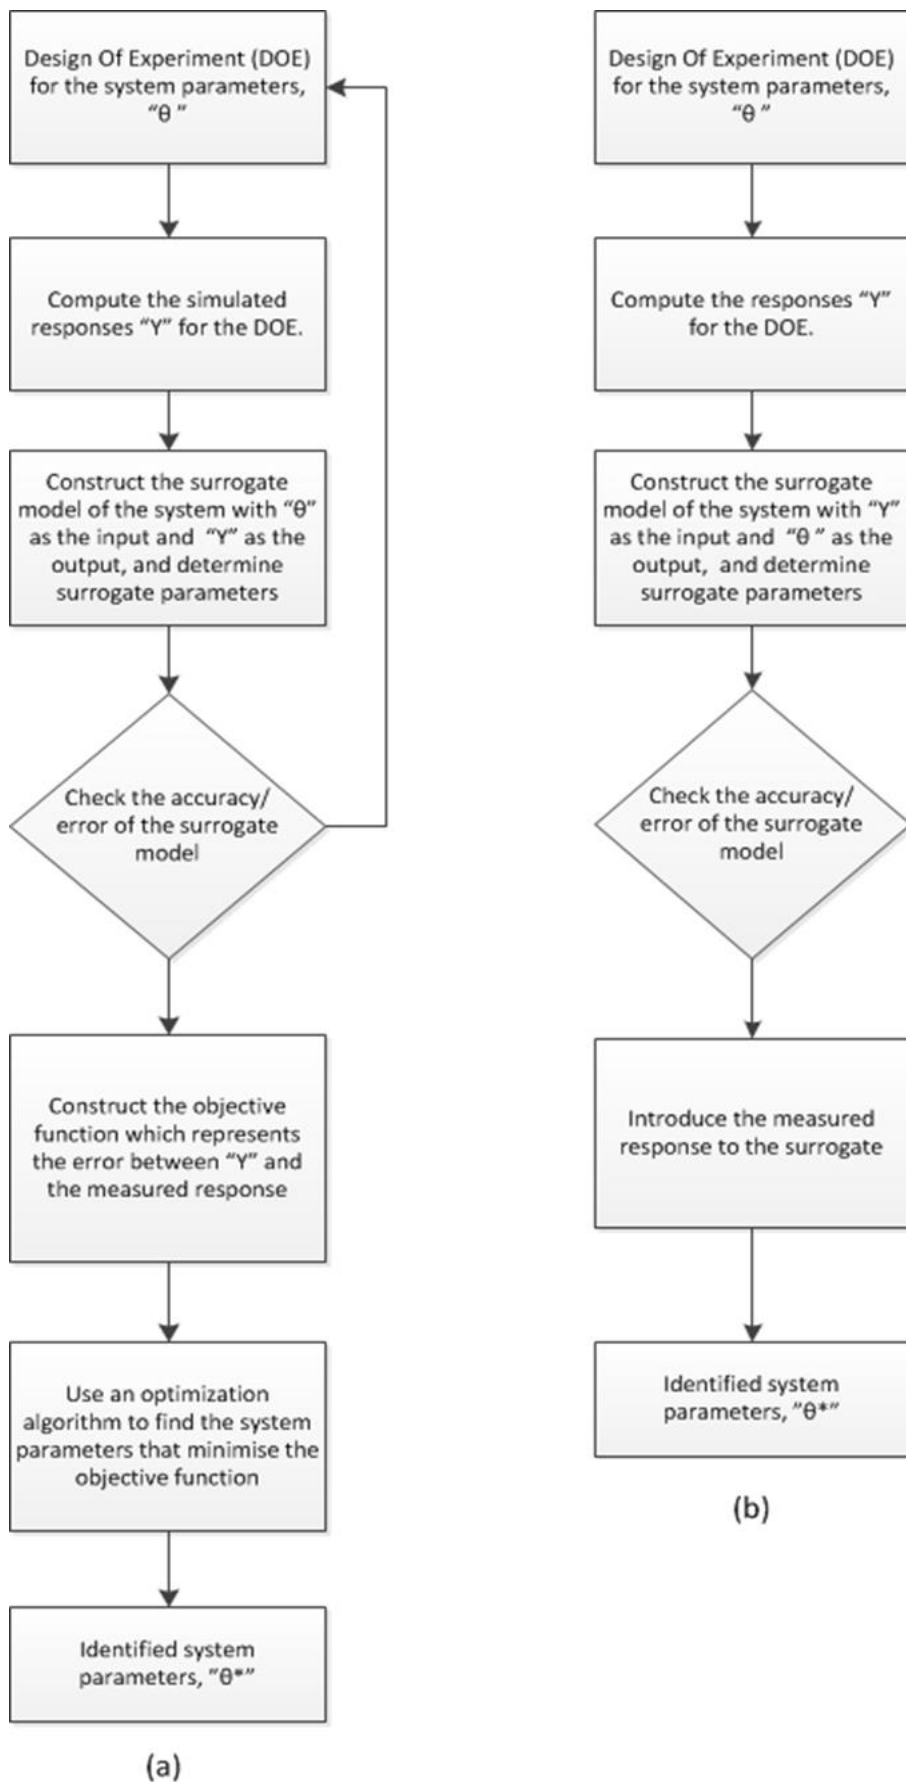 Design Of Experiment (DOE)
for the system parameters,
“θ ”
Compute the simulated
responses “Y” for the DOE.
Construct the surrogate
model of the system with “θ”
as the input and “Y” as the
output, and determine
surrogate parameters
Check the accuracy/
error of the surrogate
model
Construct the objective
function which represents
the error between “Y” and
the measured response
Use an optimization
algorithm to find the system
parameters that minimise the
objective function
Identified system
parameters, ”θ*”
(a)
Design Of Experiment (DOE)
for the system parameters,
“θ ”
Compute the responses “Y”
for the DOE.
Construct the surrogate
model of the system with “Y”
as the input and “θ ” as the
output, and determine
surrogate parameters
Check the accuracy/
error of the surrogate
model
Introduce the measured
response to the surrogate
Identified system
parameters, ”θ*”
(b)